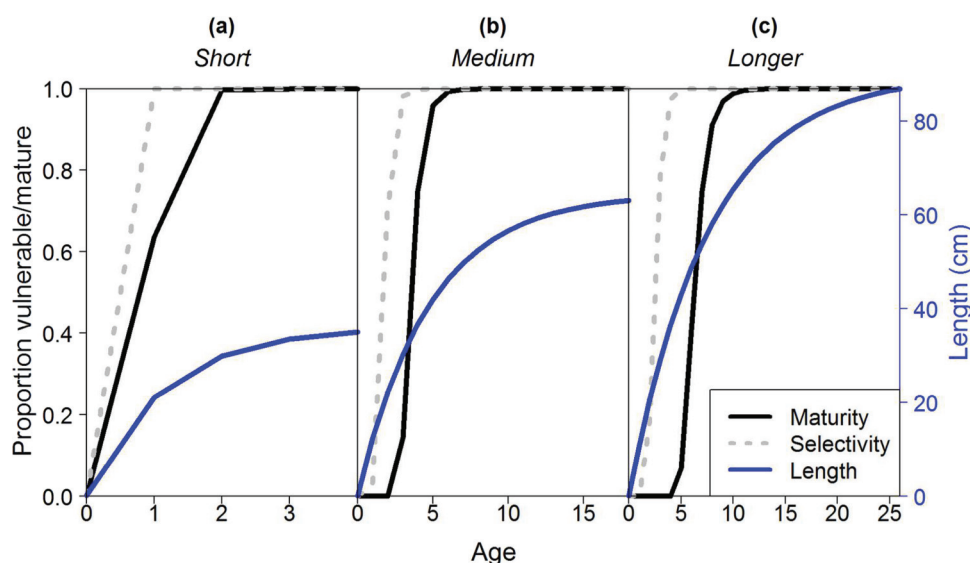 (a) (b) (c)
Short Medium Longer
Proportion vulnerable/mature
1.0
0.8
0.6
0.4
0.2
0.0
0 1 2 3 0 5 10 15 0 5 10 15 20 25
80
60
40
20
0
Length (cm)
Maturity
Selectivity
Length
Age